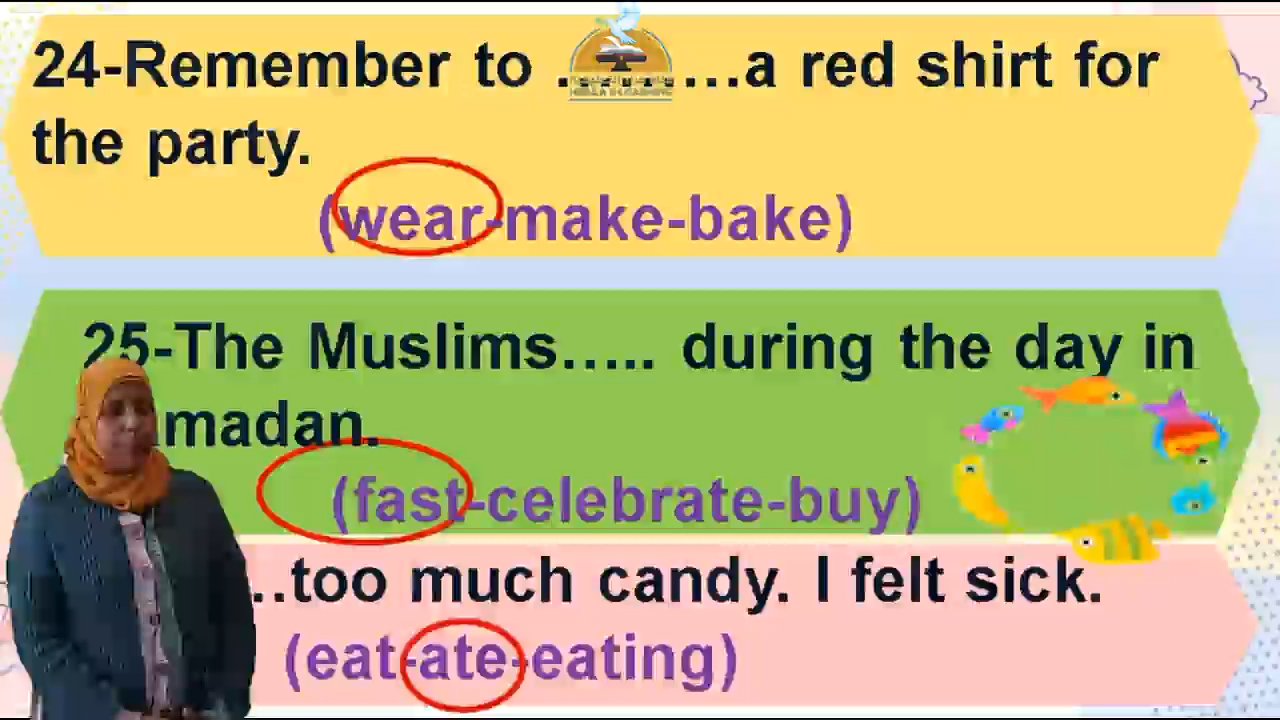 24-Remember to ..........a red shirt for
the party.
(wear-make-bake)
25-The Muslims….. during the day in
madan.
(fast-celebrate-buy)
..too much candy. I felt sick.
(eat-ate-eating)